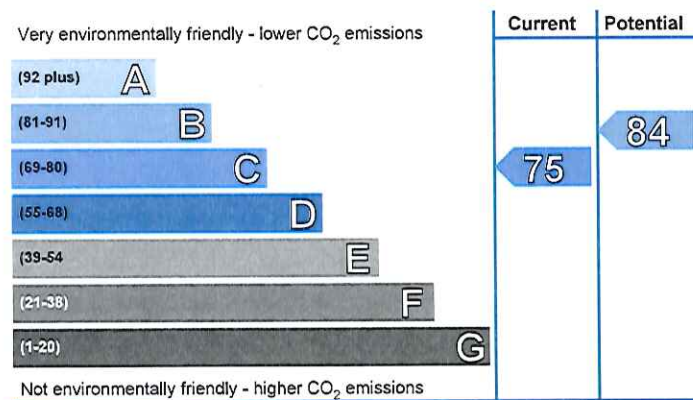 Very environmentally friendly - lower CO₂ emissions
Current Potential
(92 plus) A
(81-91) B
84
(69-80) C
75
(55-68) D
(39-54 E
(21-38) F
(1-20) G
Not environmentally friendly - higher CO₂ emissions